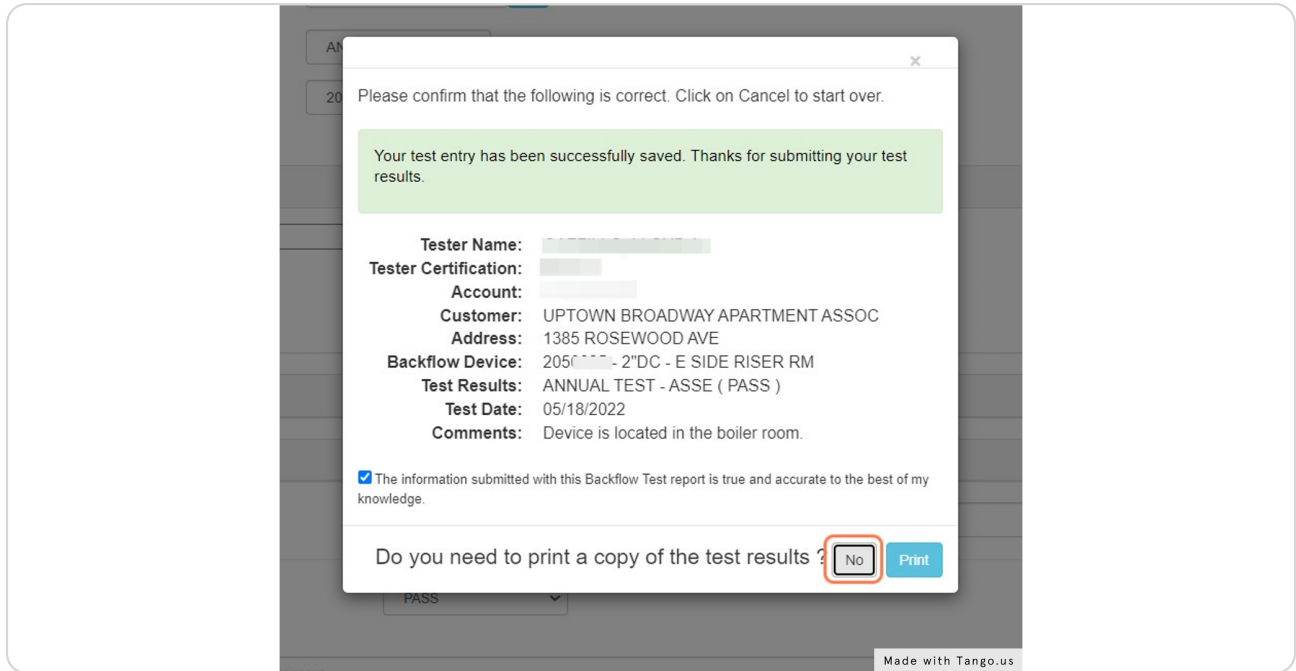 AN
20
×
Please confirm that the following is correct. Click on Cancel to start over.
Your test entry has been successfully saved. Thanks for submitting your test
results.
Tester Name:
Tester Certification:
Account:
Customer: UPTOWN BROADWAY APARTMENT ASSOC
Address: 1385 ROSEWOOD AVE
Backflow Device: 205 - 2"DC - E SIDE RISER RM
Test Results: ANNUAL TEST - ASSE ( PASS )
Test Date: 05/18/2022
Comments: Device is located in the boiler room.
The information submitted with this Backflow Test report is true and accurate to the best of my
knowledge.
Do you need to print a copy of the test results ? No Print
PASS
Made with Tango.us